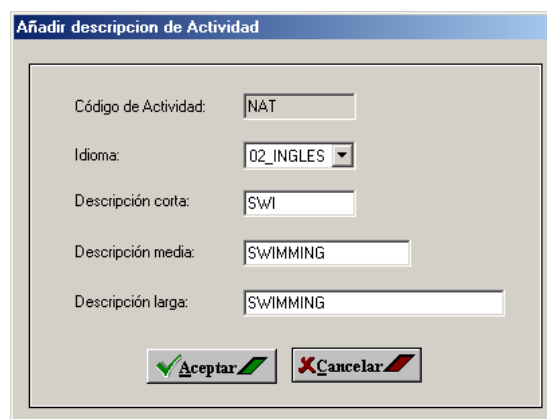 Añadir descripcion de Actividad
Código de Actividad: NAT
Idioma: 02_INGLES
Descripción corta: SWI
Descripción media: SWIMMING
Descripción larga: SWIMMING
Aceptar Cancelar